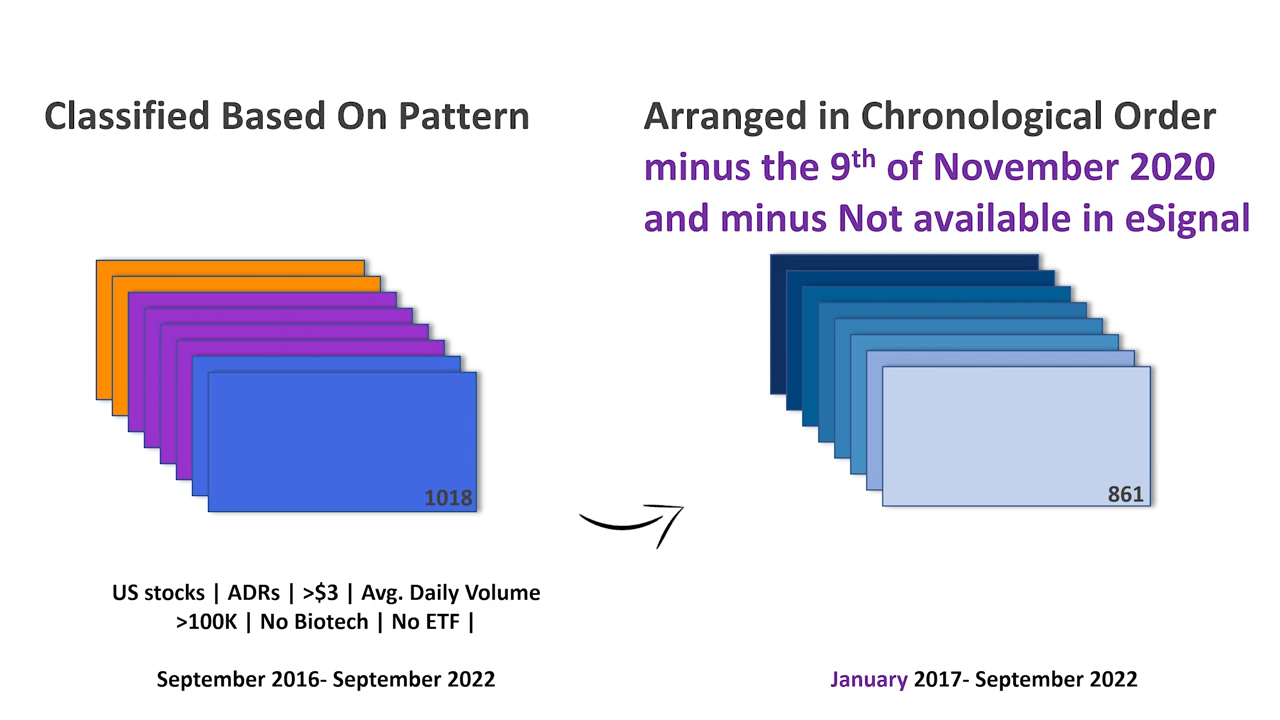 Classified Based On Pattern
Arranged in Chronological Order
minus the 9th of November 2020
and minus Not available in eSignal
1018
861
US stocks | ADRs | >$3 | Avg. Daily Volume
>100K | No Biotech | No ETF |
September 2016- September 2022
January 2017- September 2022